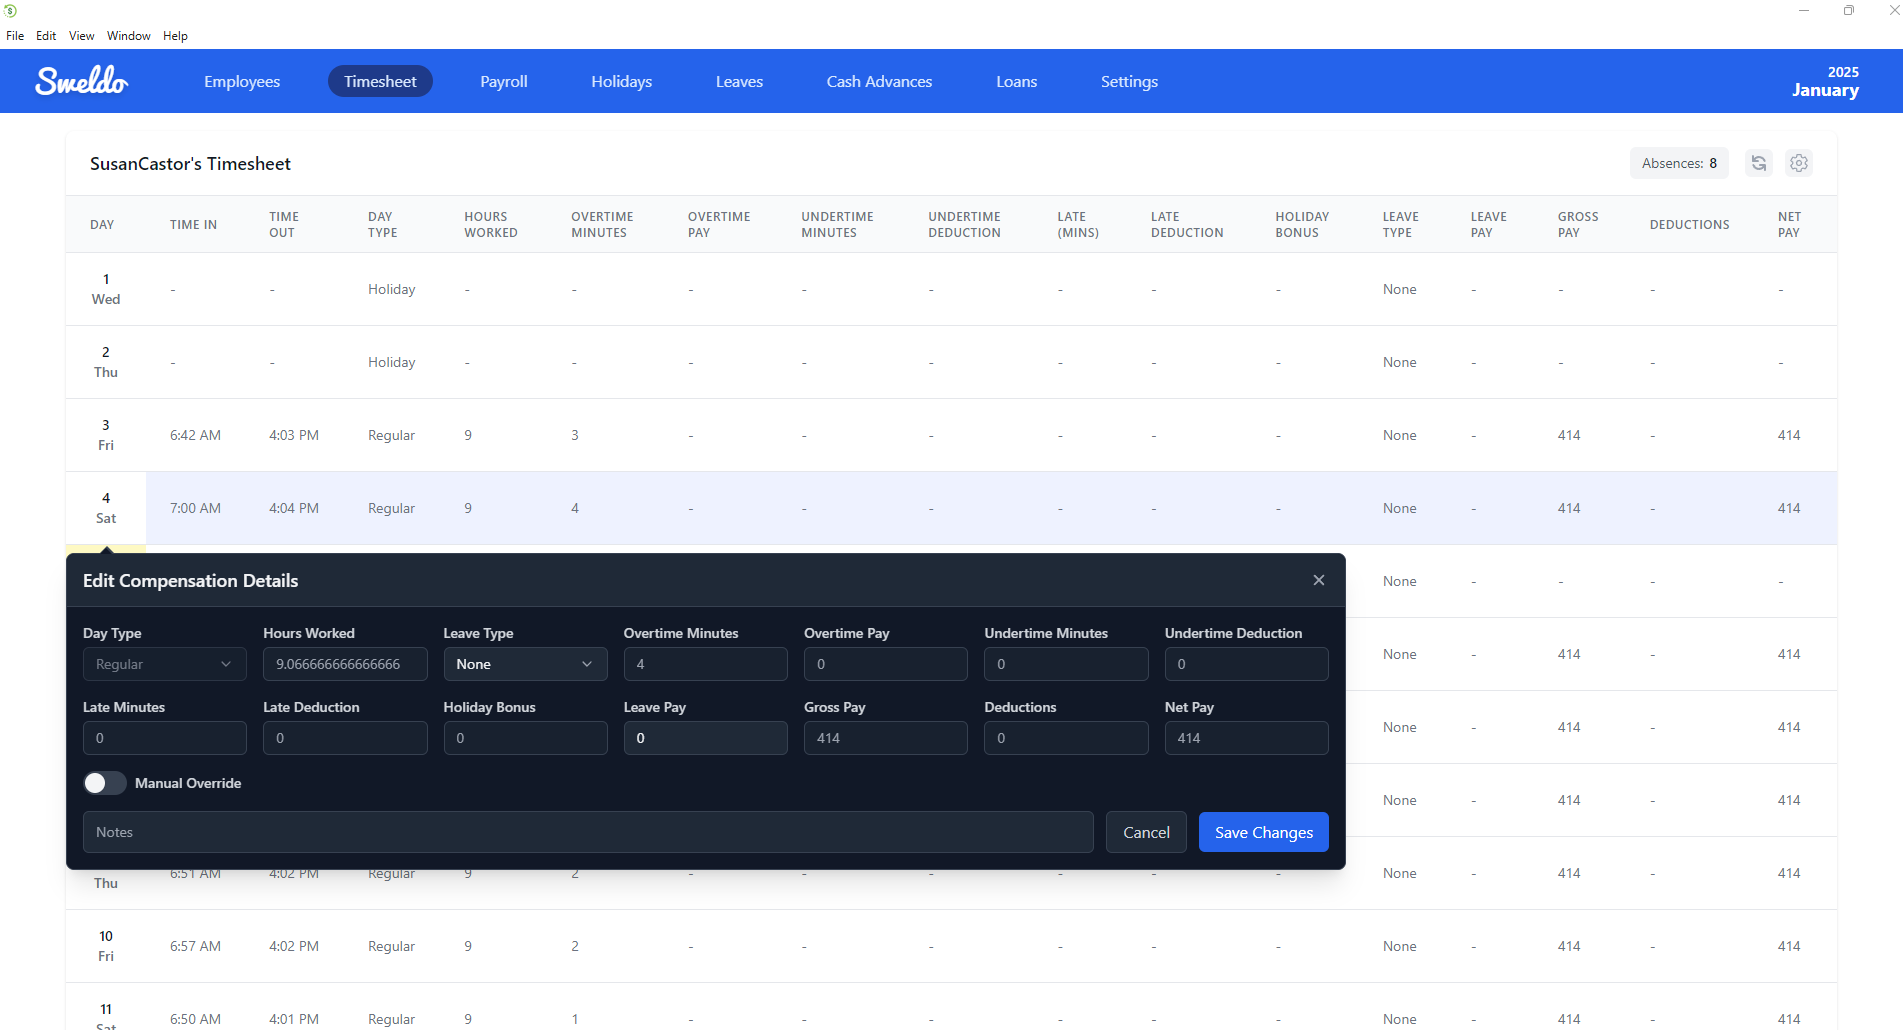 File Edit View Window Help
Sweldo Employees Timesheet Payroll Holidays Leaves Cash Advances Loans Settings 2025 January
SusanCastor's Timesheet Absences: 8
DAY TIME IN TIME OUT DAY TYPE HOURS WORKED OVERTIME MINUTES OVERTIME PAY UNDERTIME MINUTES UNDERTIME DEDUCTION LATE (MINS) LATE DEDUCTION HOLIDAY BONUS LEAVE TYPE LEAVE PAY GROSS PAY DEDUCTIONS NET PAY
1 Wed - - Holiday - - - - - - - - None - - - -
2 Thu - - Holiday - - - - - - - - None - - - -
3 Fri 6:42 AM 4:03 PM Regular 9 3 - - - - - - None - 414 - 414
4 Sat 7:00 AM 4:04 PM Regular 9 4 - - - - - - None - 414 - 414
None - - - -
None - 414 - 414
None - 414 - 414
None - 414 - 414
Edit Compensation Details
Day Type Hours Worked Leave Type Overtime Minutes Overtime Pay Undertime Minutes Undertime Deduction
Regular 9.066666666666666 None 4 0 0 0
Late Minutes Late Deduction Holiday Bonus Leave Pay Gross Pay Deductions Net Pay
0 0 0 0 414 0 414
Manual Override
Notes Cancel Save Changes
Thu 6:51 AM 4:02 PM Regular 9 2 - - - - - - None - 414 - 414
10 Fri 6:57 AM 4:02 PM Regular 9 2 - - - - - - None - 414 - 414
11 Sat 6:50 AM 4:01 PM Regular 9 1 - - - - - - None - 414 - 414